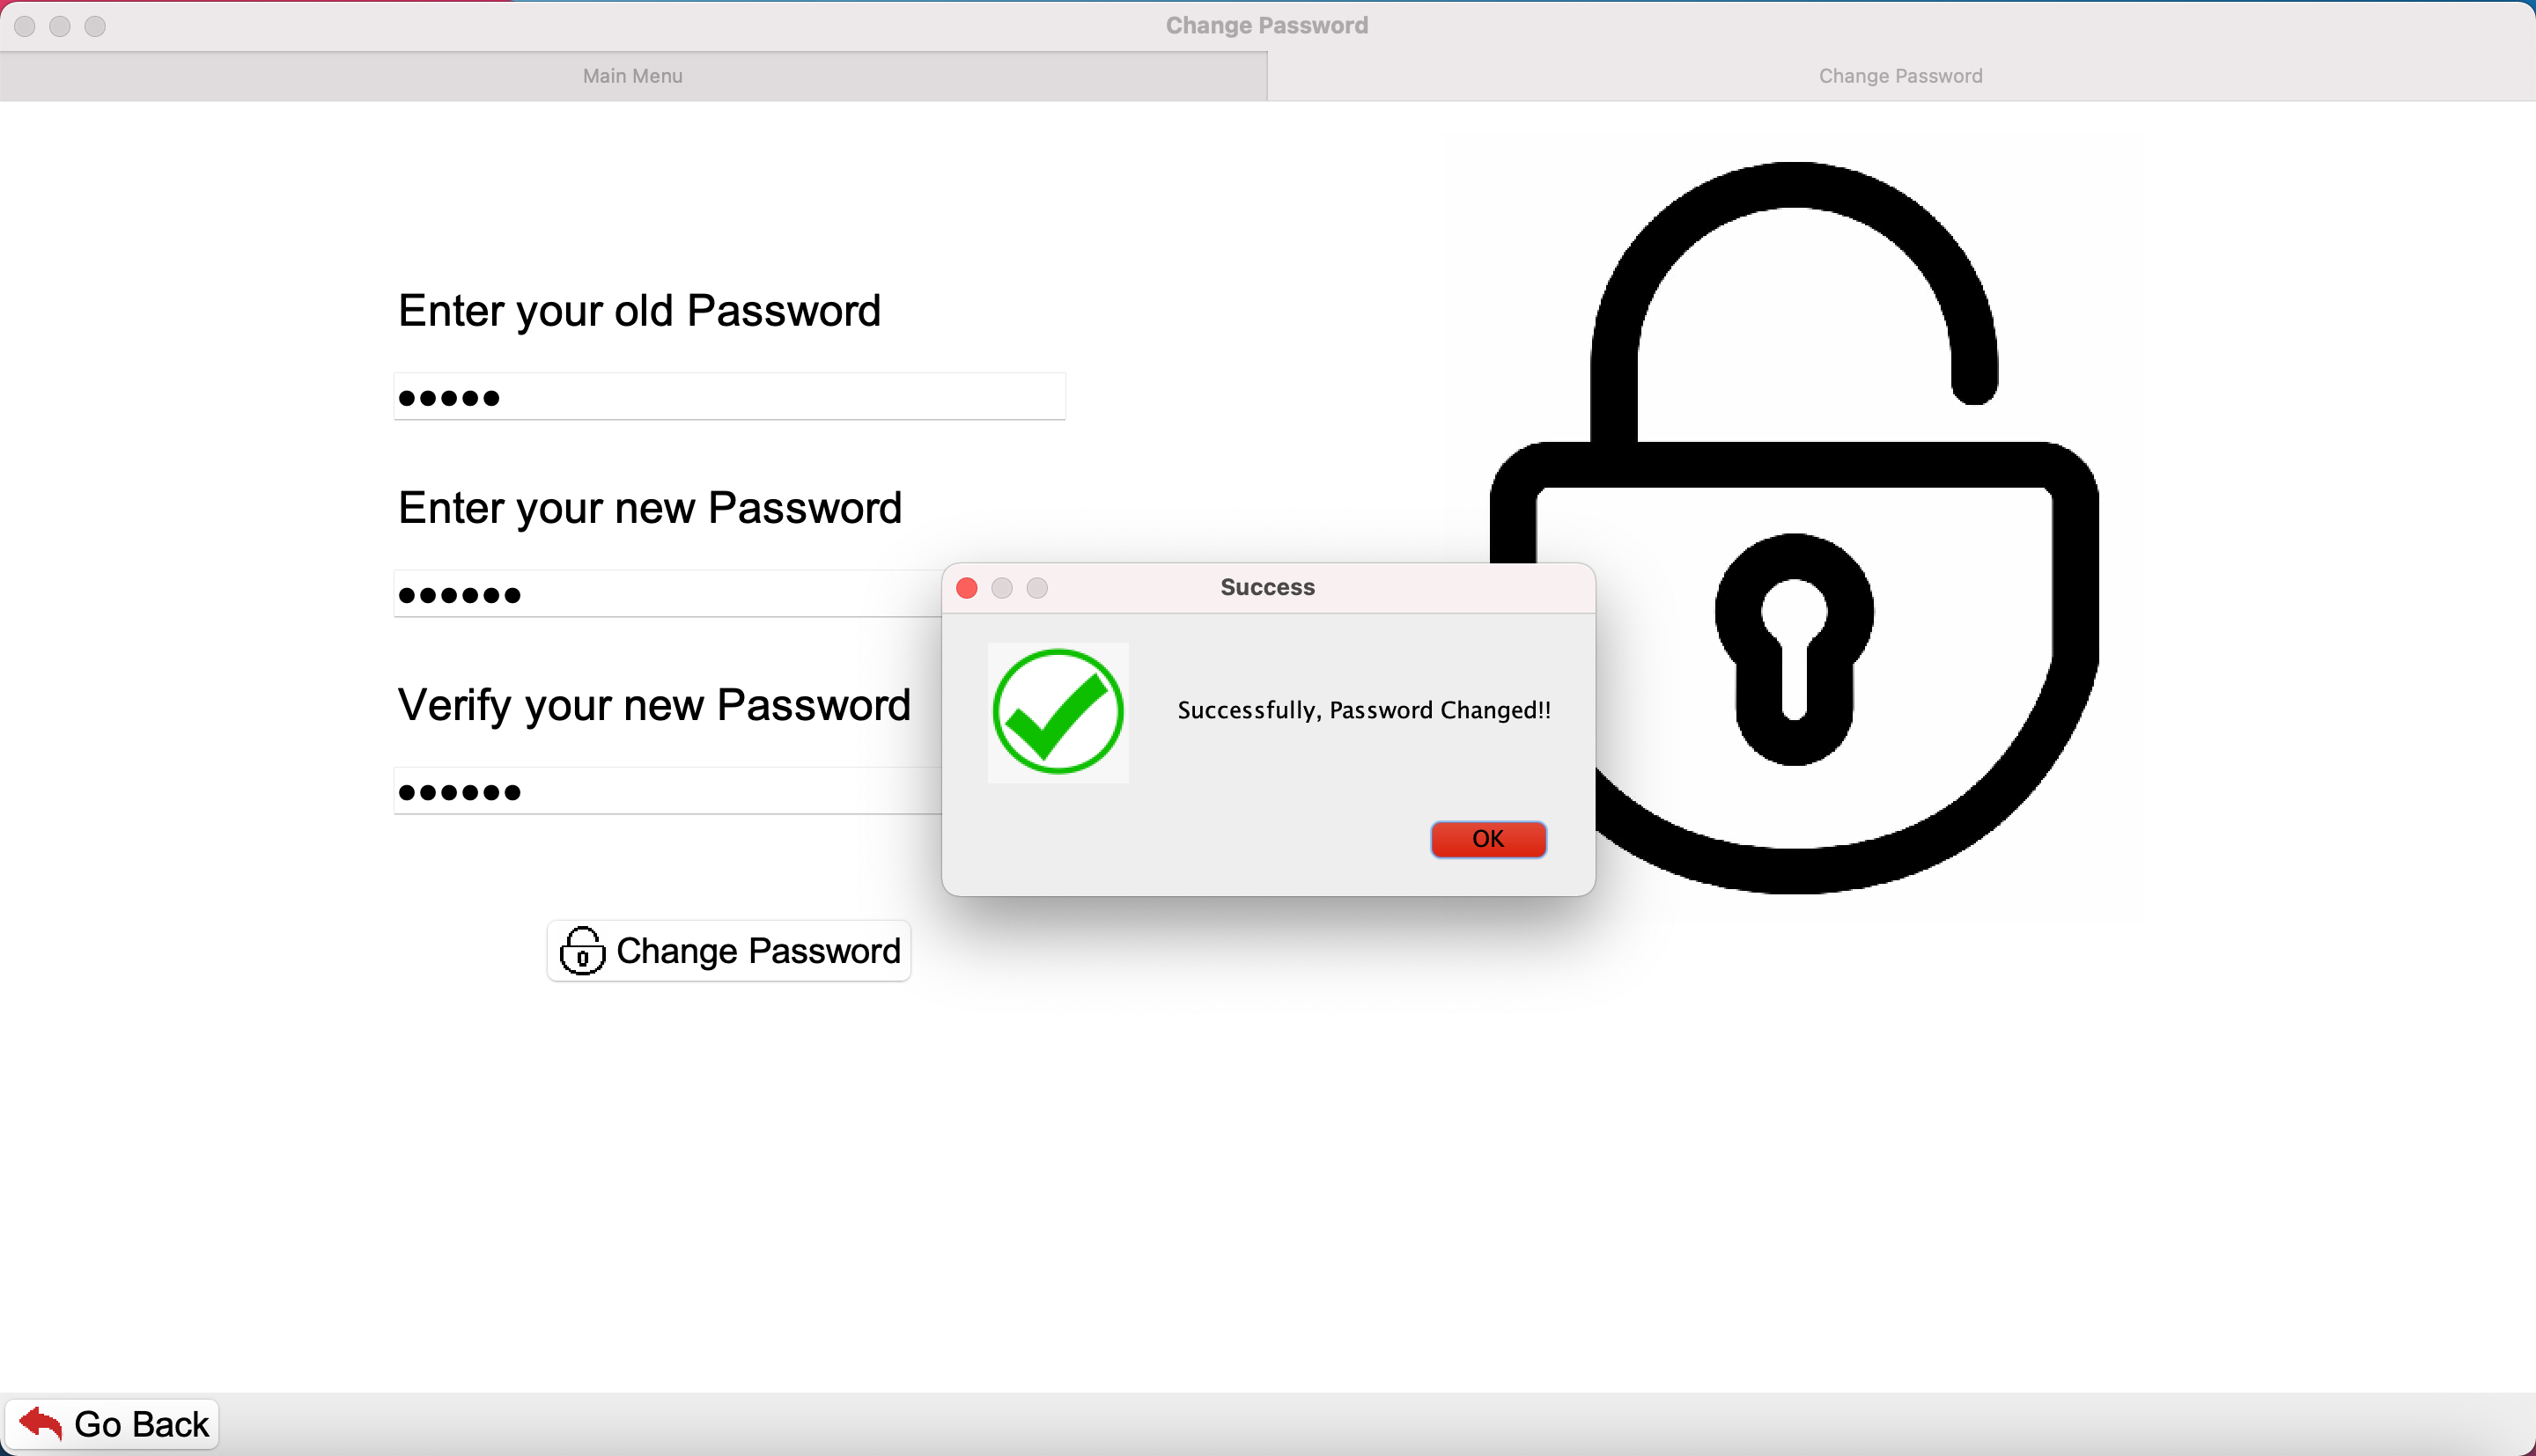 Change Password
Main Menu
Change Password
Enter your old Password
●●●●●
Enter your new Password
●●●●●●
Verify your new Password
●●●●●●
Change Password
Success
Successfully, Password Changed!!
OK
Go Back